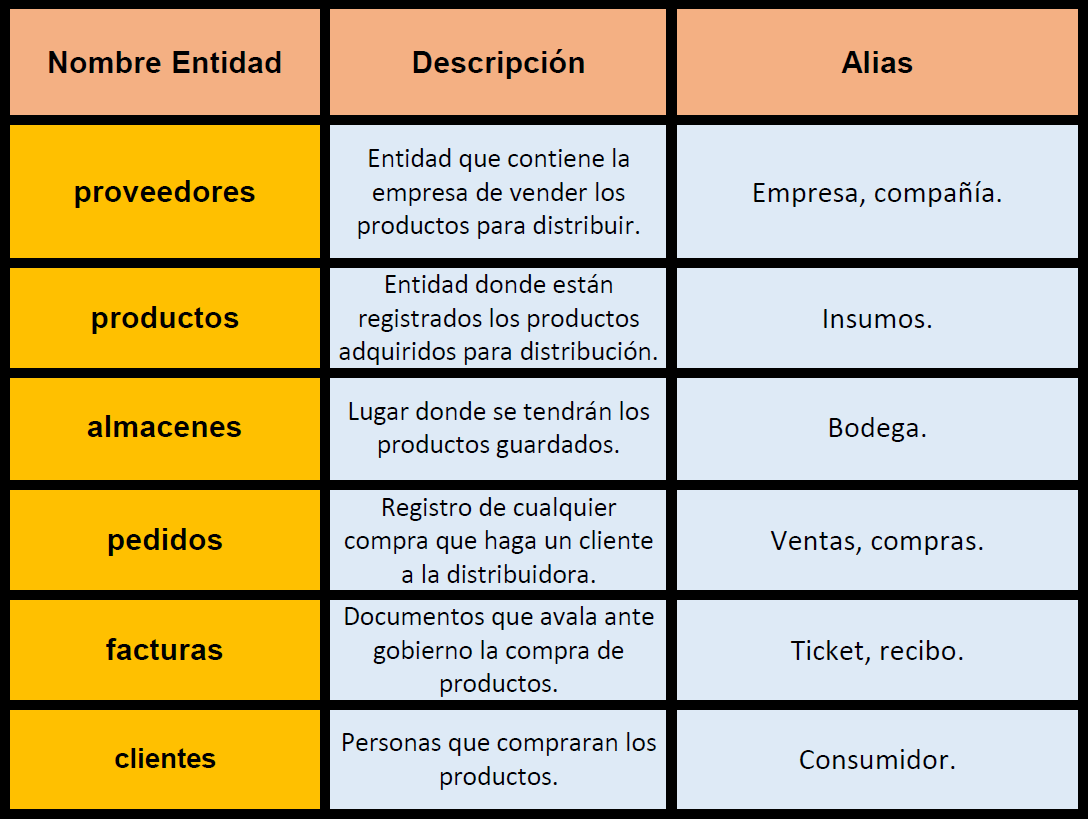 Nombre Entidad
Descripción
Alias
proveedores
Entidad que contiene la
empresa de vender los
productos para distribuir.
Empresa, compañía.
productos
Entidad donde están
registrados los productos
adquiridos para distribución.
Insumos.
almacenes
Lugar donde se tendrán los
productos guardados.
Bodega.
pedidos
Registro de cualquier
compra que haga un cliente
a la distribuidora.
Ventas, compras.
facturas
Documentos que avala ante
gobierno la compra de
productos.
Ticket, recibo.
clientes
Personas que compraran los
productos.
Consumidor.